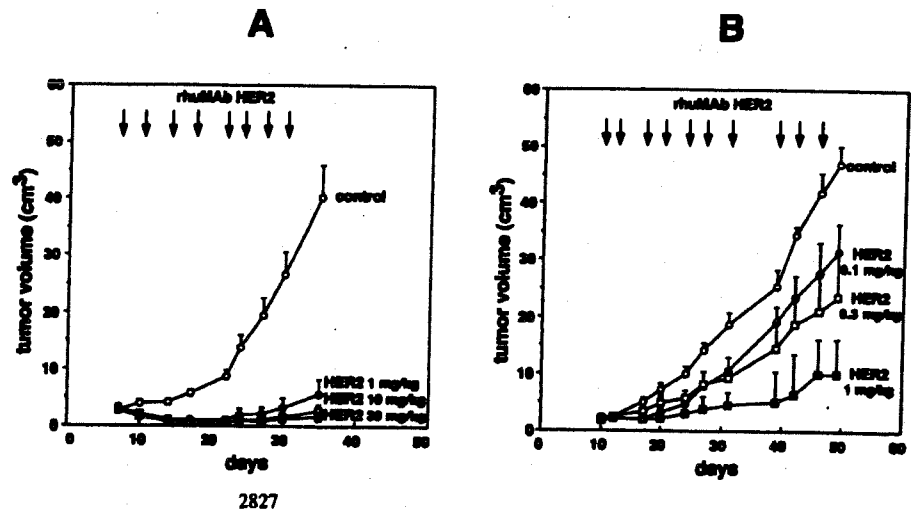 A
rhuMAb HER2
tumor volume (cm³)
50
40
30
20
10
0
control
HER2 1 mg/kg
HER2 10 mg/kg
HER2 30 mg/kg
0 10 20 30 40 50
days
2827
B
rhuMAb HER2
tumor volume (cm³)
60
50
40
30
20
10
0
control
HER2
0.1 mg/kg
HER2
0.3 mg/kg
HER2
1 mg/kg
0 10 20 30 40 50 60
days